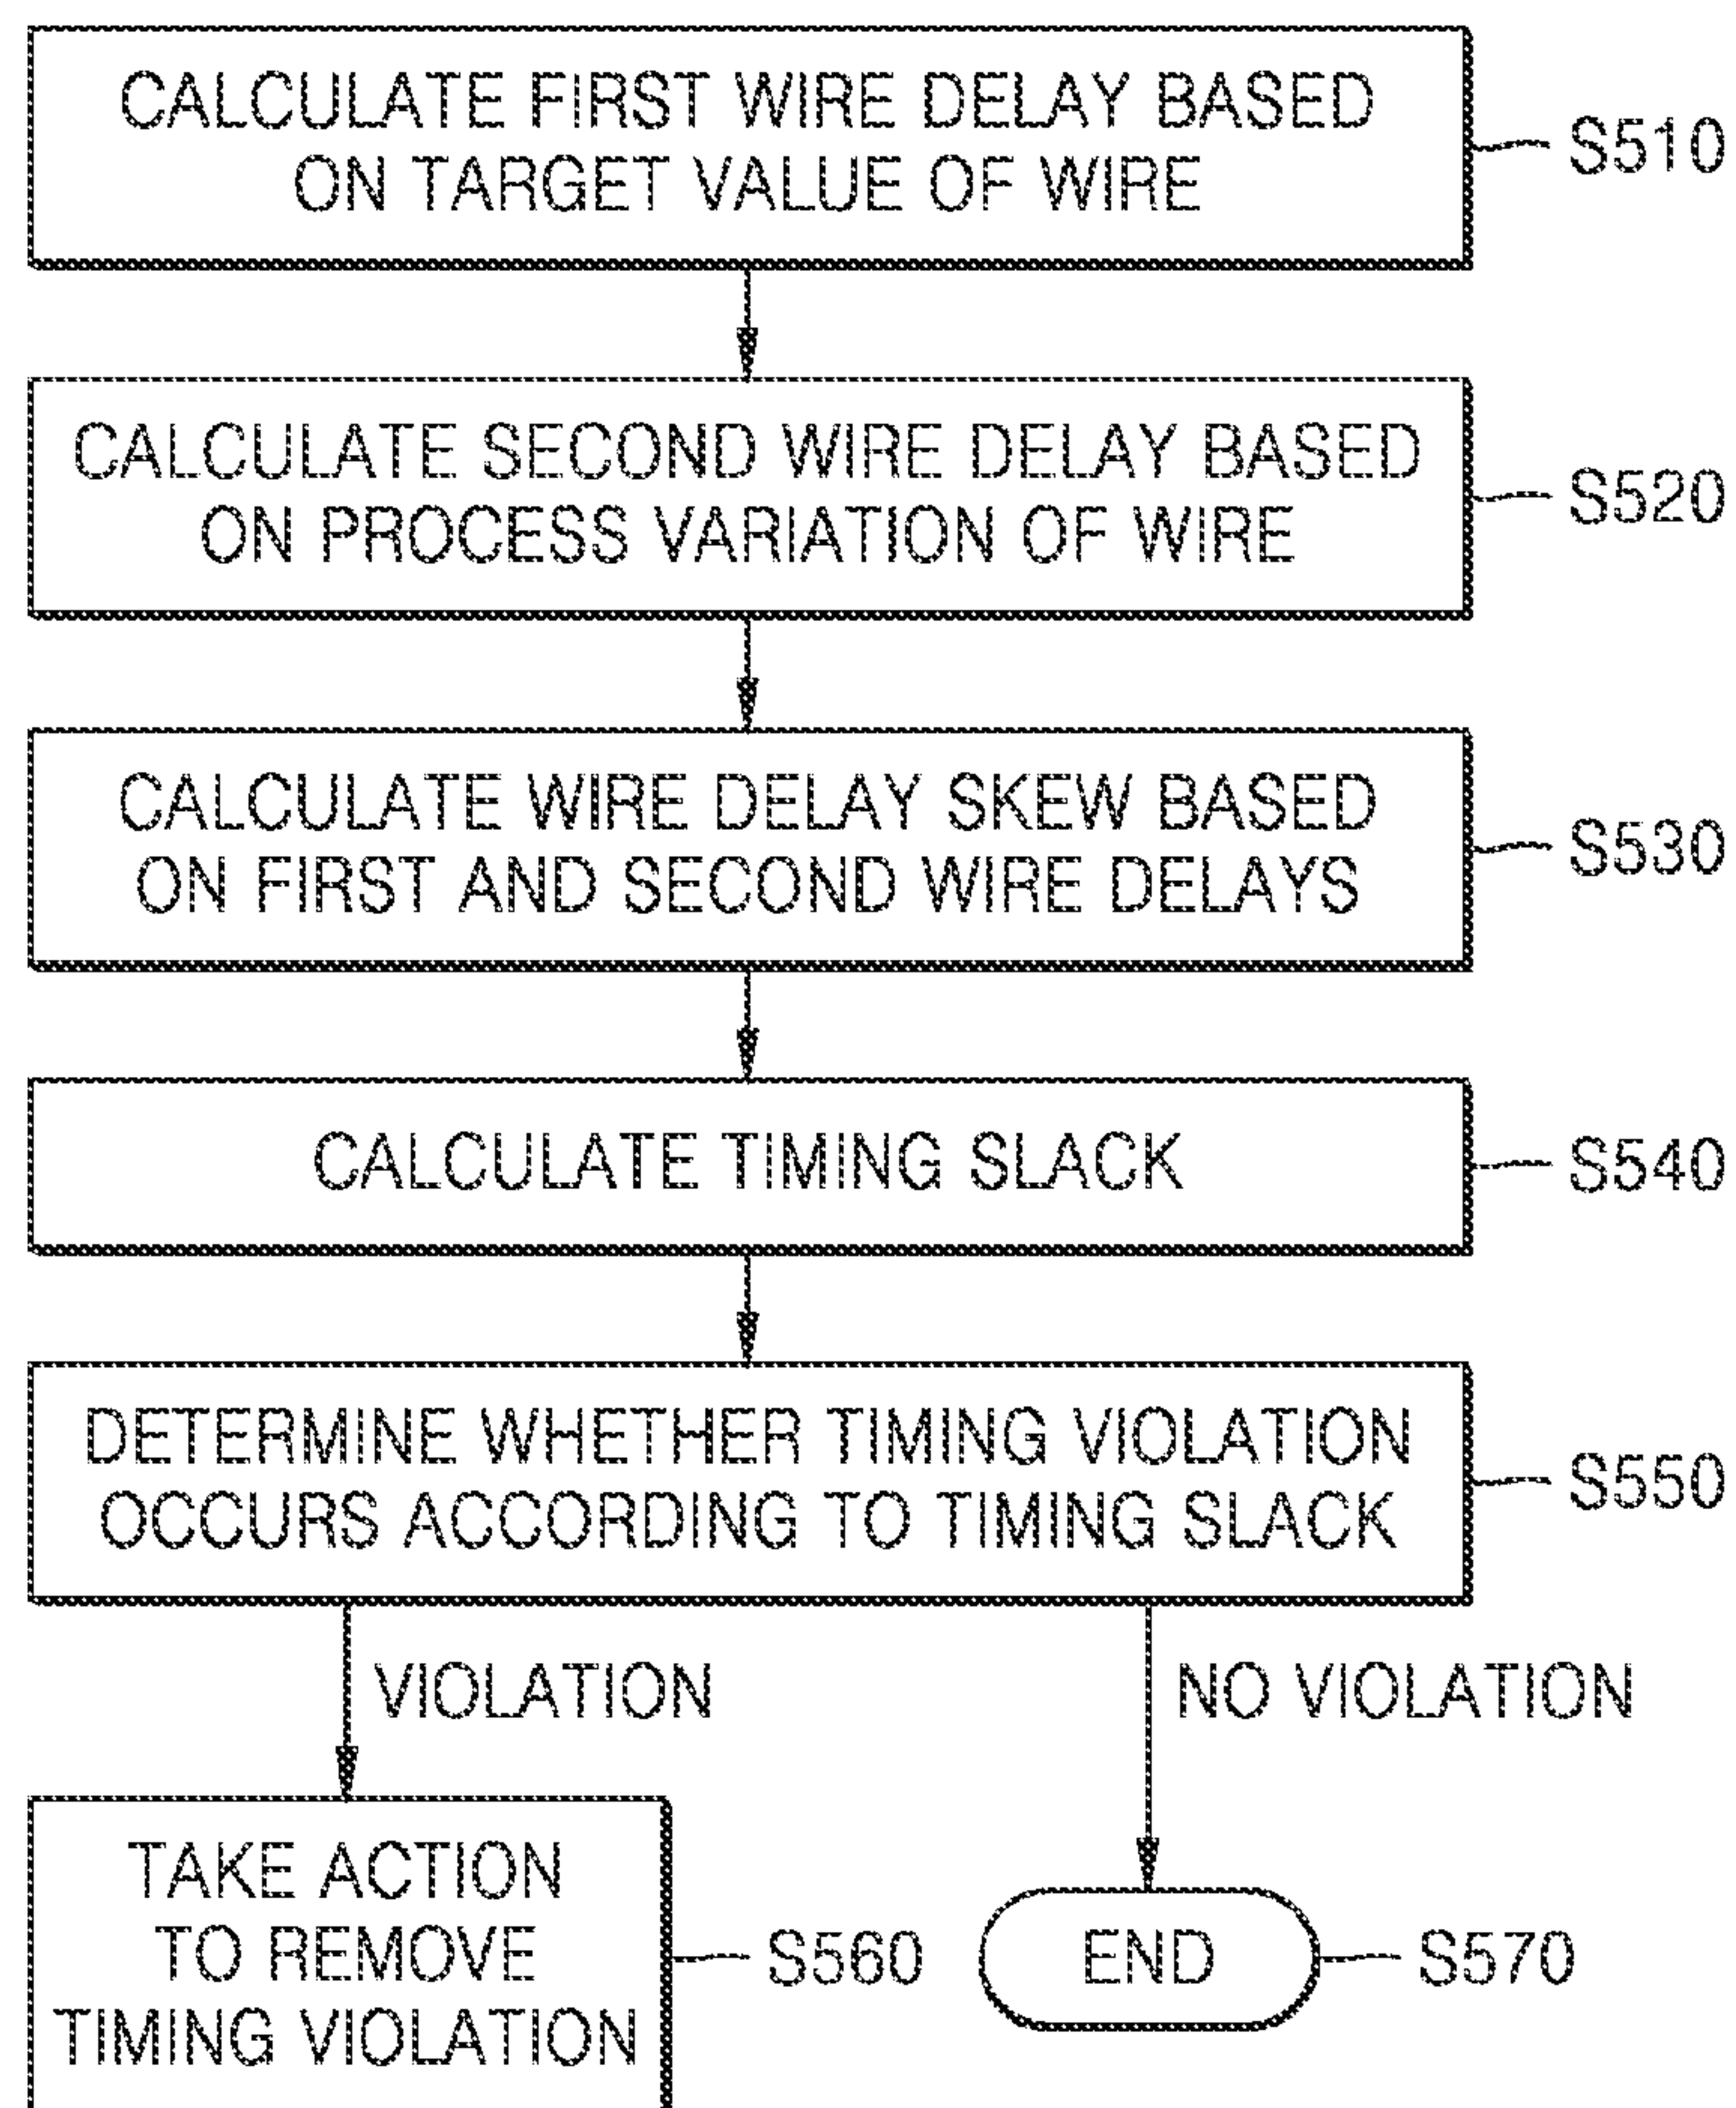 CALCULATE FIRST WIRE DELAY BASED
ON TARGET VALUE OF WIRE
S510
CALCULATE SECOND WIRE DELAY BASED
ON PROCESS VARIATION OF WIRE
S520
CALCULATE WIRE DELAY SKEW BASED
ON FIRST AND SECOND WIRE DELAYS
S530
CALCULATE TIMING SLACK
S540
DETERMINE WHETHER TIMING VIOLATION
OCCURS ACCORDING TO TIMING SLACK
S550
VIOLATION
NO VIOLATION
TAKE ACTION
TO REMOVE
TIMING VIOLATION
S560
END
S570